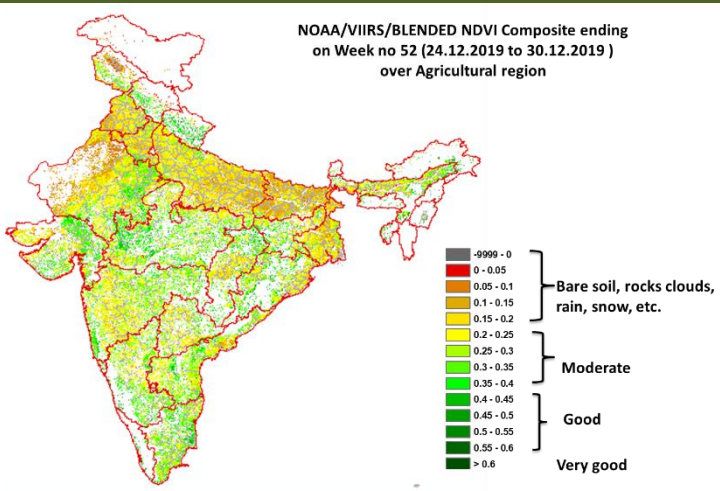 NOAA/VIIRS/BLENDED NDVI Composite ending
on Week no 52 (24.12.2019 to 30.12.2019 )
over Agricultural region
-9999 - 0
0 - 0.05
0.05 - 0.1
0.1 - 0.15
0.15 - 0.2
0.2 - 0.25
0.25 - 0.3
0.3 - 0.35
0.35 - 0.4
0.4 - 0.45
0.45 - 0.5
0.5 - 0.55
0.55 - 0.6
> 0.6
Bare soil, rocks clouds,
rain, snow, etc.
Moderate
Good
Very good